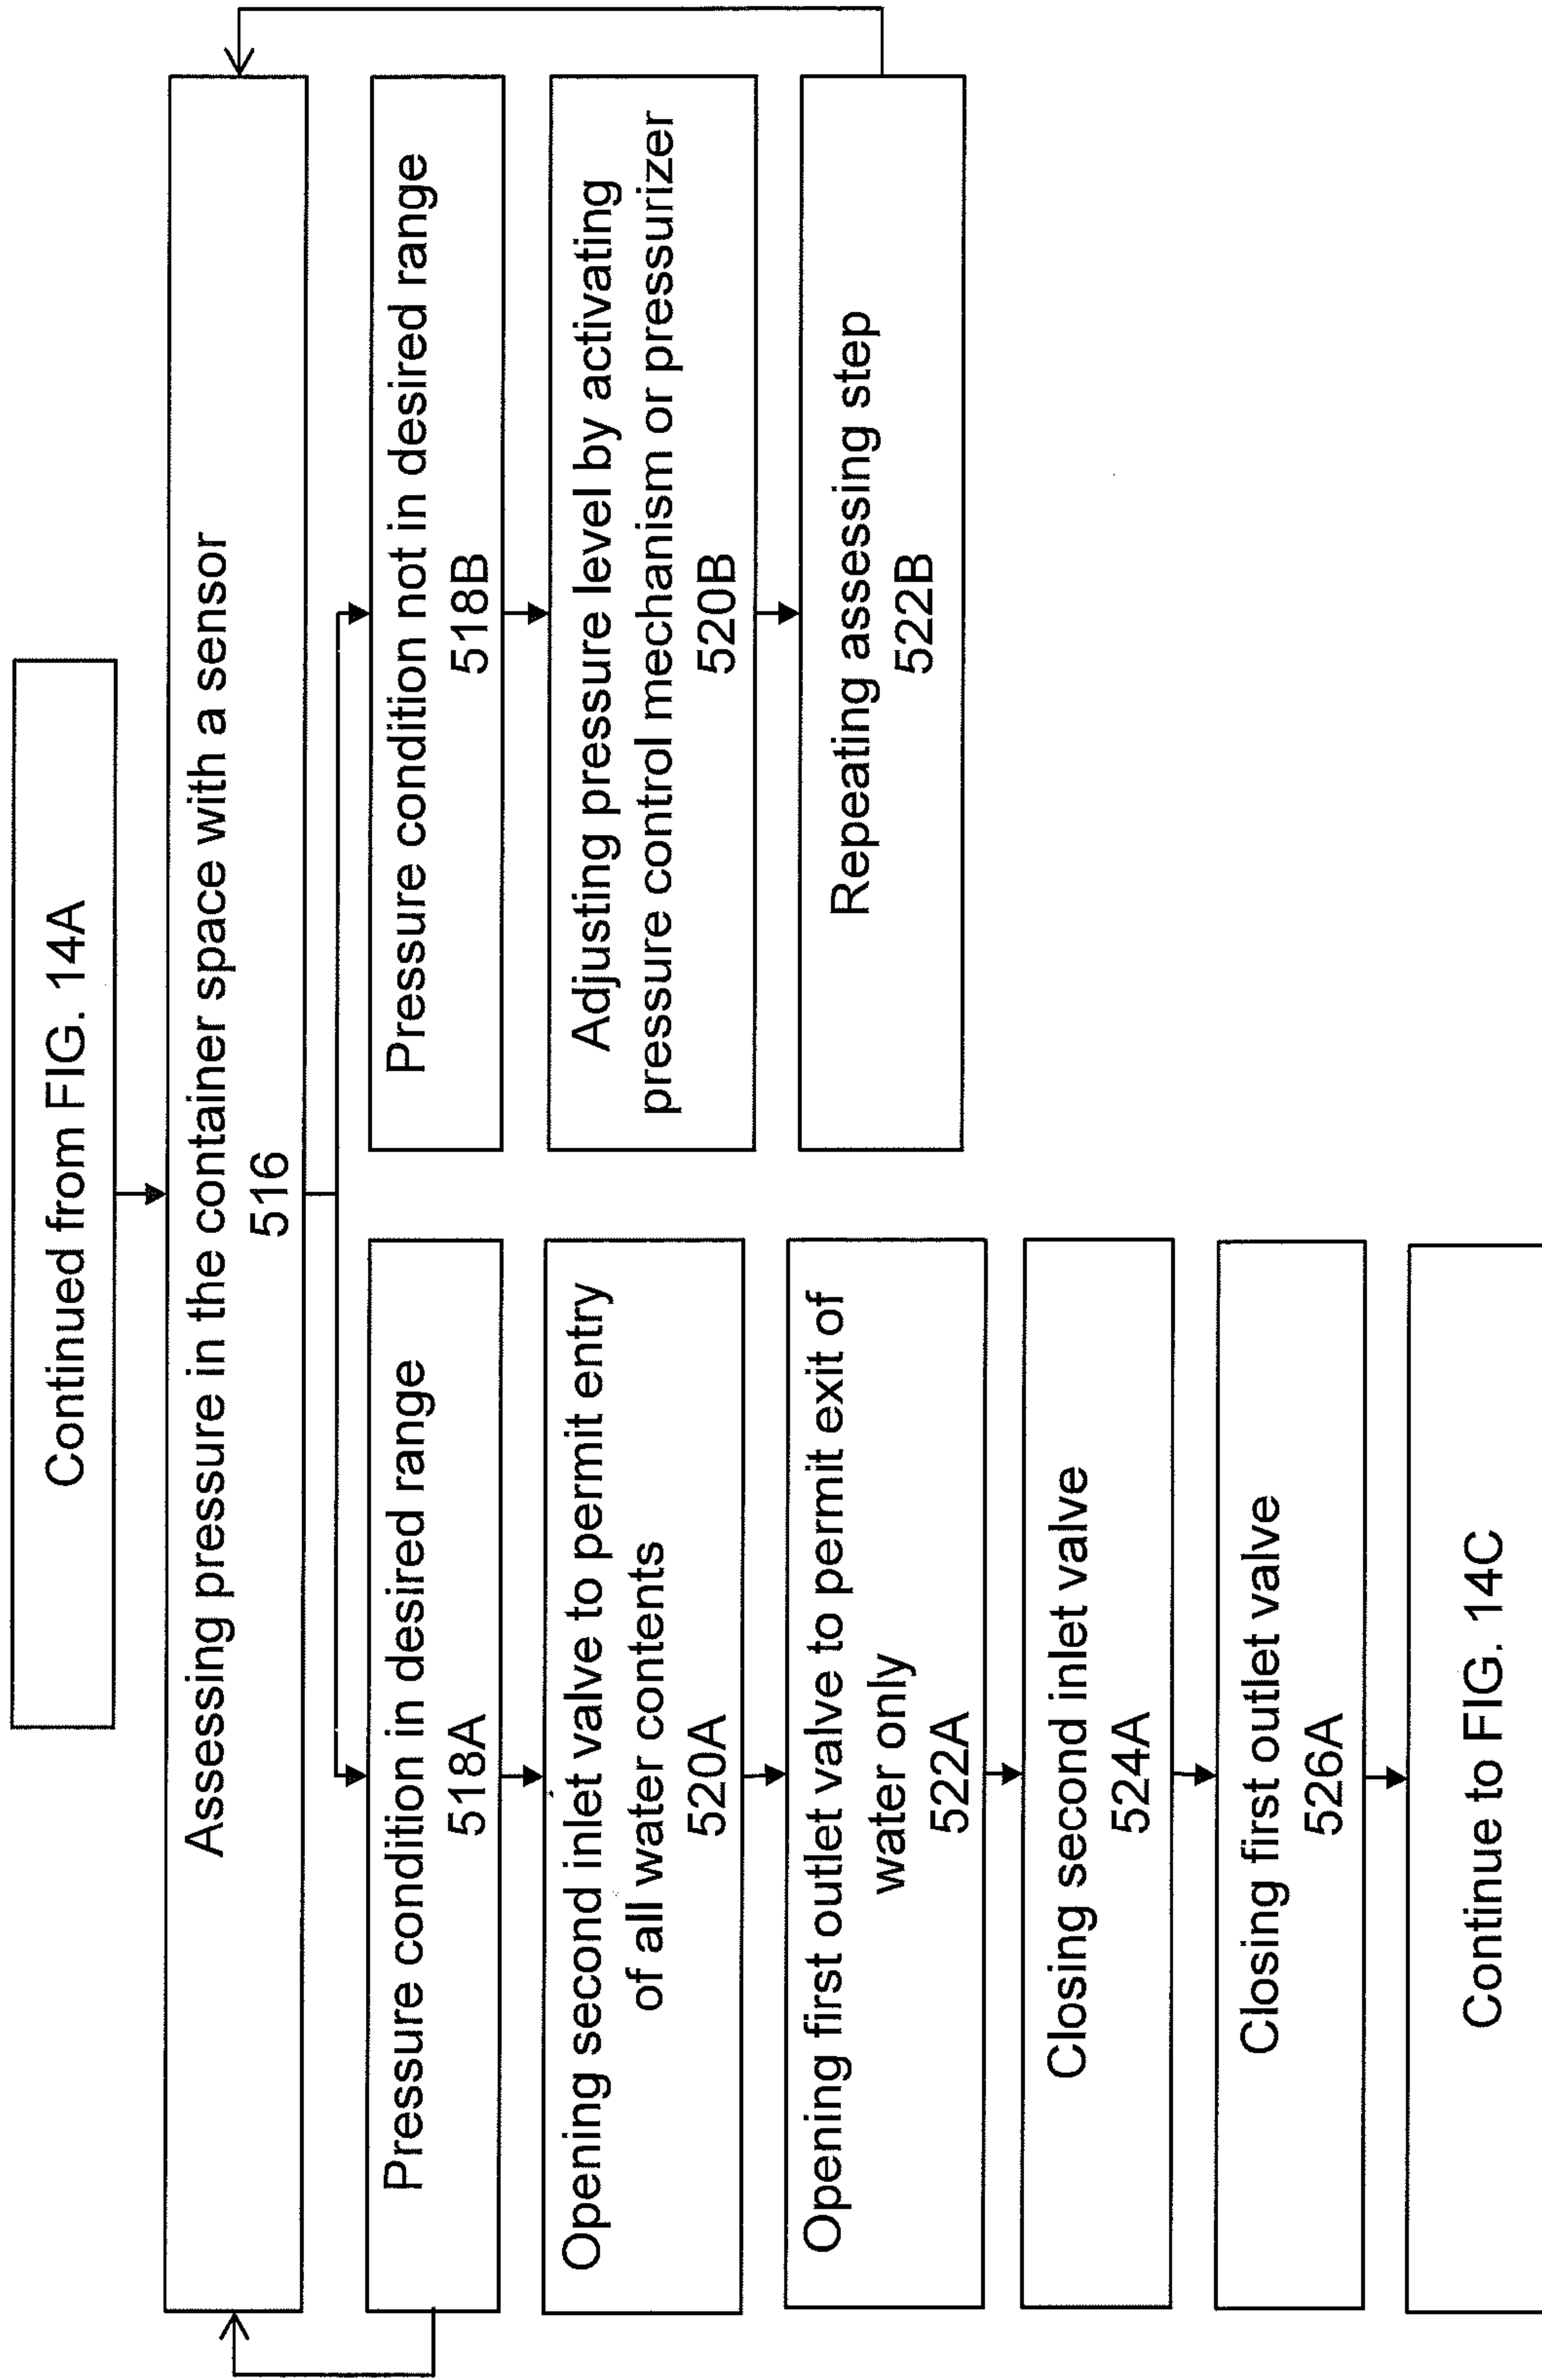 Continued from FIG. 14A
Assessing pressure in the container space with a sensor
516
Pressure condition in desired range
518A
Opening second inlet valve to permit entry
of all water contents
520A
Opening first outlet valve to permit exit of
water only
522A
Closing second inlet valve
524A
Closing first outlet valve
526A
Continue to FIG. 14C
Pressure condition not in desired range
518B
Adjusting pressure level by activating
pressure control mechanism or pressurizer
520B
Repeating assessing step
522B